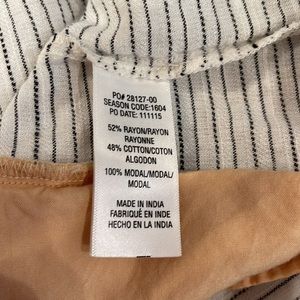 PO# 28127-00
SEASON CODE:1604
PO DATE: 111115
52% RAYON/RAYON
RAYONNE
48% COTTON/COTON
ALGODON
100% MODAL/MODAL/
MODAL
MADE IN INDIA
FABRIQUÉ EN INDE
HECHO EN LA INDIA